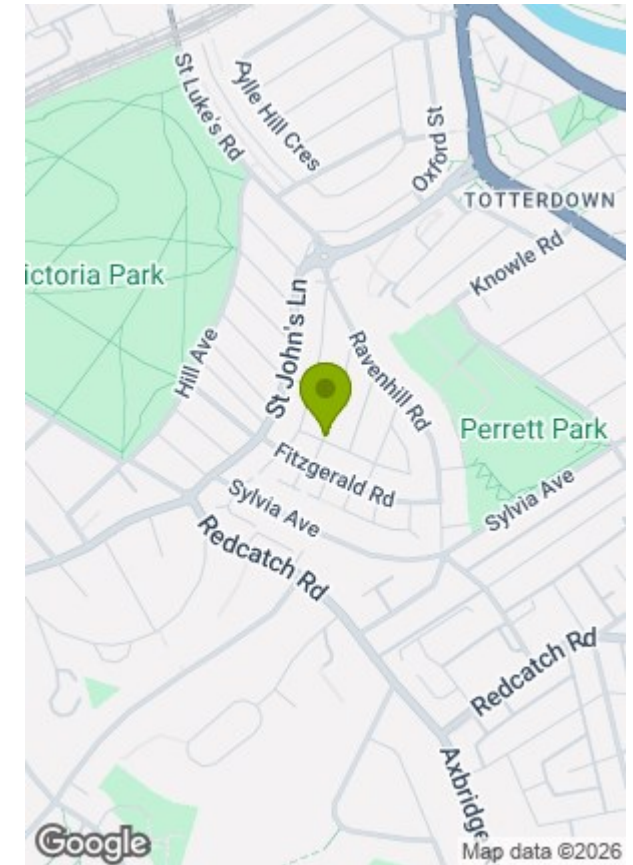 St Luke's Rd
Pylle Hill Cres
Oxford St
TOTTERDOWN
Knowle Rd
ictoria Park
St John's Ln
Hill Ave
Ravenhill Rd
Perrett Park
Fitzgerald Rd
Sylvia Ave
Sylvia Ave
Redcatch Rd
Redcatch Rd
Axbridge
Google
Map data ©2026